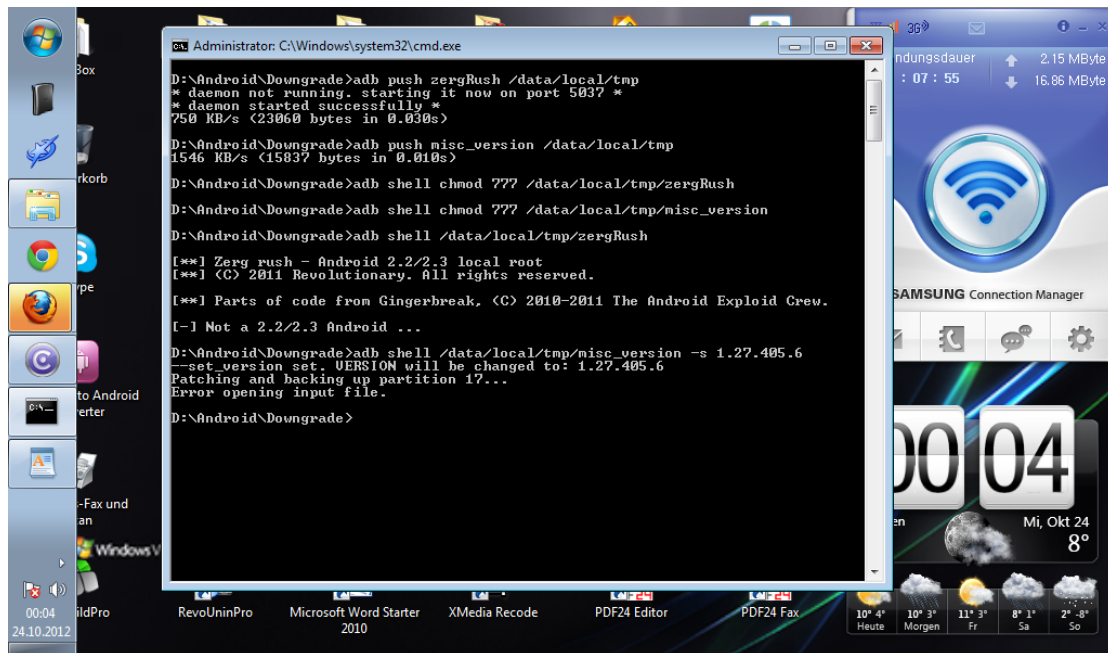 Administrator: C:\Windows\system32\cmd.exe
D:\Android\Downgrade>adb push zergRush /data/local/tmp
* daemon not running. starting it now on port 5037 *
* daemon started successfully *
750 KB/s (23060 bytes in 0.030s)
D:\Android\Downgrade>adb push misc_version /data/local/tmp
1546 KB/s (15837 bytes in 0.010s)
D:\Android\Downgrade>adb shell chmod 777 /data/local/tmp/zergRush
D:\Android\Downgrade>adb shell chmod 777 /data/local/tmp/misc_version
D:\Android\Downgrade>adb shell /data/local/tmp/zergRush
[**] Zerg rush - Android 2.2/2.3 local root
[**] (C) 2011 Revolutionary. All rights reserved.
[**] Parts of code from Gingerbreak, (C) 2010-2011 The Android Exploid Crew.
[-] Not a 2.2/2.3 Android ...
D:\Android\Downgrade>adb shell /data/local/tmp/misc_version -s 1.27.405.6
--set_version set. VERSION will be changed to: 1.27.405.6
Patching and backing up partition 17...
Error opening input file.
D:\Android\Downgrade>
Box
rkorb
ype
to Android
erter
-Fax und
can
Windows V
ildPro
RevoUninPro
Microsoft Word Starter
2010
XMedia Recode
PDF24 Editor
PDF24 Fax
00:04
24.10.2012
3G
ndungsdauer
2.15 MByte
: 07 : 55
16.86 MByte
SAMSUNG Connection Manager
00 04
en
Mi, Okt 24
8°
10° 4° 10° 3° 11° 3° 8° 1° 2° -8°
Heute Morgen Fr Sa So